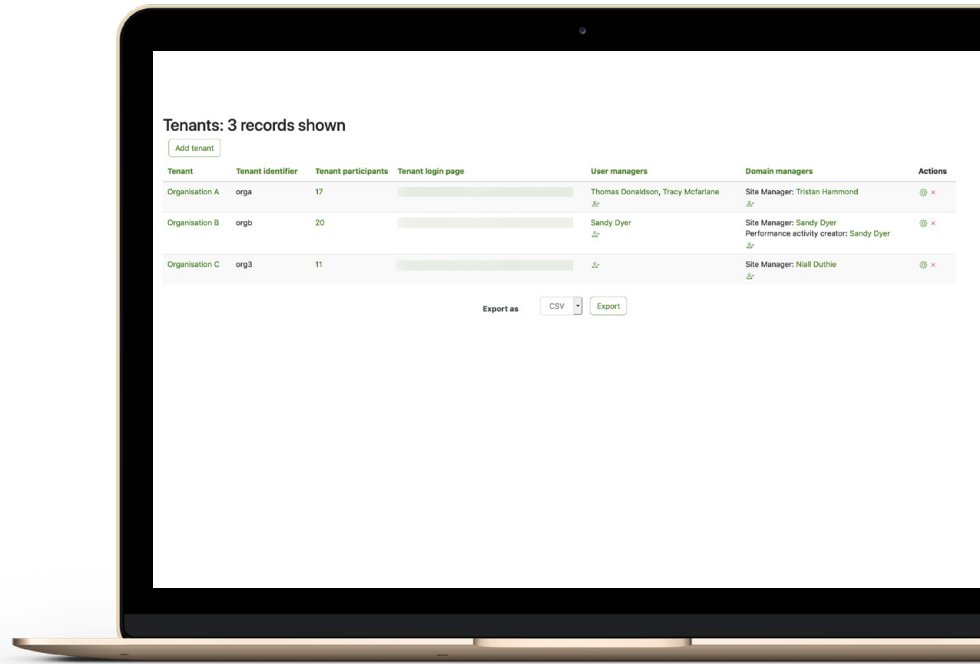 Tenants: 3 records shown
Add tenant
Tenant Tenant identifier Tenant participants Tenant login page User managers Domain managers Actions
Organisation A orga 17 Thomas Donaldson, Tracy Mcfarlane Site Manager: Tristan Hammond
Organisation B orgb 20 Sandy Dyer Site Manager: Sandy Dyer
Performance activity creator: Sandy Dyer
Organisation C org3 11 Site Manager: Niall Duthie
Export as CSV Export